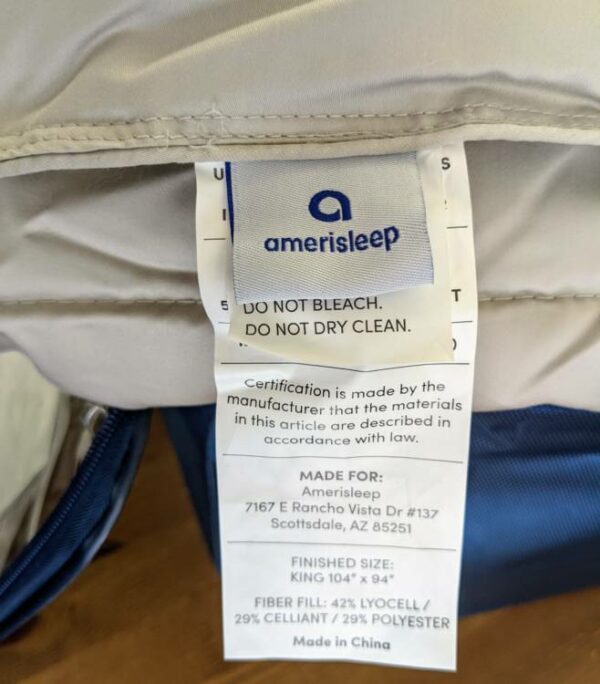 amerisleep
DO NOT BLEACH.
DO NOT DRY CLEAN.
Certification is made by the
manufacturer that the materials
in this article are described in
accordance with law.
MADE FOR:
Amerisleep
7167 E Rancho Vista Dr #137
Scottsdale, AZ 85251
FINISHED SIZE:
KING 104" x 94"
FIBER FILL: 42% LYOCELL /
29% CELLIANT / 29% POLYESTER
Made in China